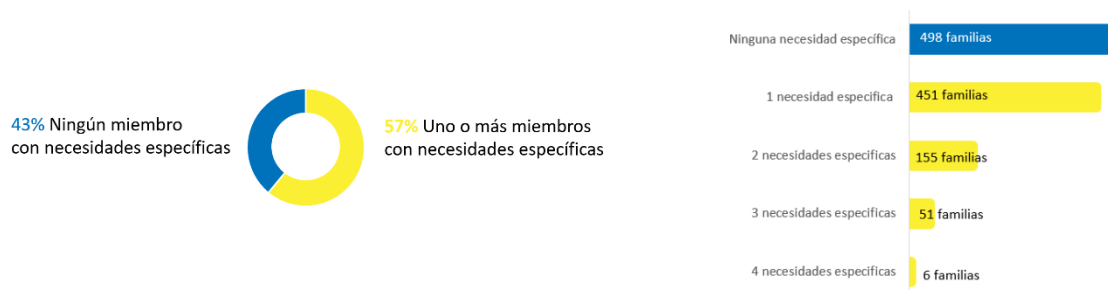 43% Ningún miembro
con necesidades específicas
57% Uno o más miembros
con necesidades específicas
Ninguna necesidad específica
498 familias
1 necesidad especifica
451 familias
2 necesidades especificas
155 familias
3 necesidades especificas
51 familias
4 necesidades especificas
6 familias